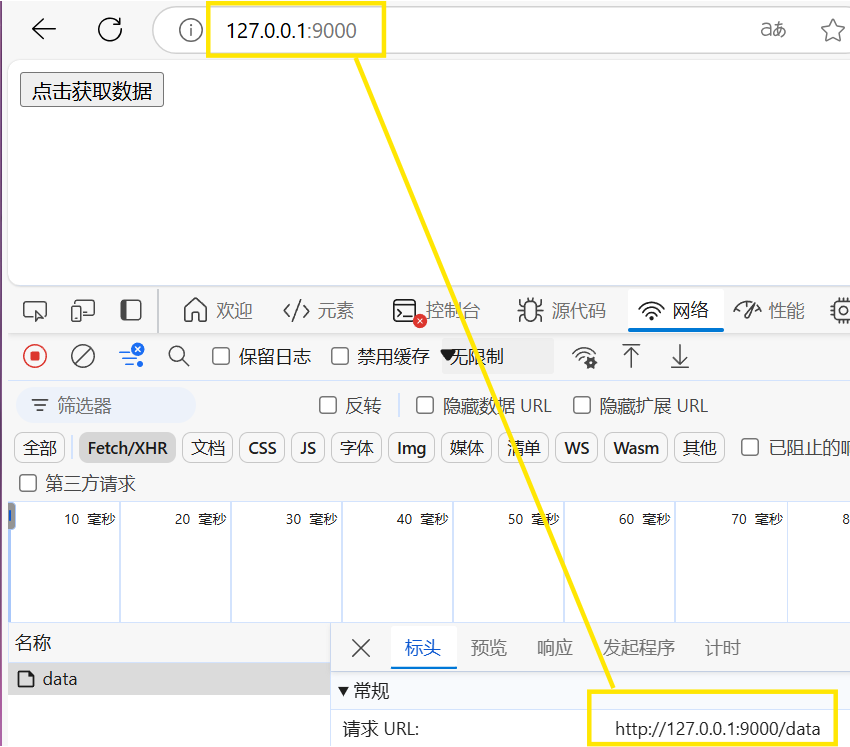 127.0.0.1:9000 aあ
点击获取数据
欢迎 元素 控制台 源代码 网络 性能
保留日志 禁用缓存 无限制
筛选器 反转 隐藏数据 URL 隐藏扩展 URL
全部 Fetch/XHR 文档 CSS JS 字体 Img 媒体 清单 WS Wasm 其他 已阻止的响
第三方请求
10 毫秒 20 毫秒 30 毫秒 40 毫秒 50 毫秒 60 毫秒 70 毫秒 8
名称 标头 预览 响应 发起程序 计时
data
常规
请求 URL: http://127.0.0.1:9000/data